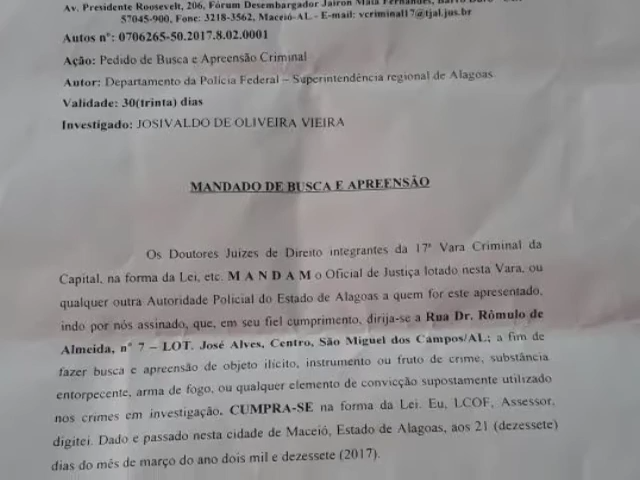 Av. Presidente Roosevelt, 206, Fórum Desembargador Jairon Maia Fernandes, Barro Duro
57045-900, Fone: 3218-3562, Maceió-AL - E-mail: vcriminal17@tjal.jus.br
Autos n°: 0706265-50.2017.8.02.0001
Ação: Pedido de Busca e Apreensão Criminal
Autor: Departamento da Polícia Federal – Superintendência regional de Alagoas
Validade: 30(trinta) dias
Investigado: JOSIVALDO DE OLIVEIRA VIEIRA
MANDADO DE BUSCA E APREENSÃO
Os Doutores Juízes de Direito integrantes da 17ª Vara Criminal da
Capital, na forma da Lei, etc. M A N D A M o Oficial de Justiça lotado nesta Vara, ou
qualquer outra Autoridade Policial do Estado de Alagoas a quem for este apresentado,
indo por nós assinado, que, em seu fiel cumprimento, dirija-se a Rua Dr. Rômulo de
Almeida, n° 7 – LOT. José Alves, Centro, São Miguel dos Campos/AL; a fim de
fazer busca e apreensão de objeto ilícito, instrumento ou fruto de crime, substância
entorpecente, arma de fogo, ou qualquer elemento de convicção supostamente utilizado
nos crimes em investigação. CUMPRA-SE na forma da Lei. Eu, LCOF, Assessor,
digitei. Dado e passado nesta cidade de Maceió, Estado de Alagoas, aos 21 (dezessete)
dias do mês de março do ano dois mil e dezessete (2017).